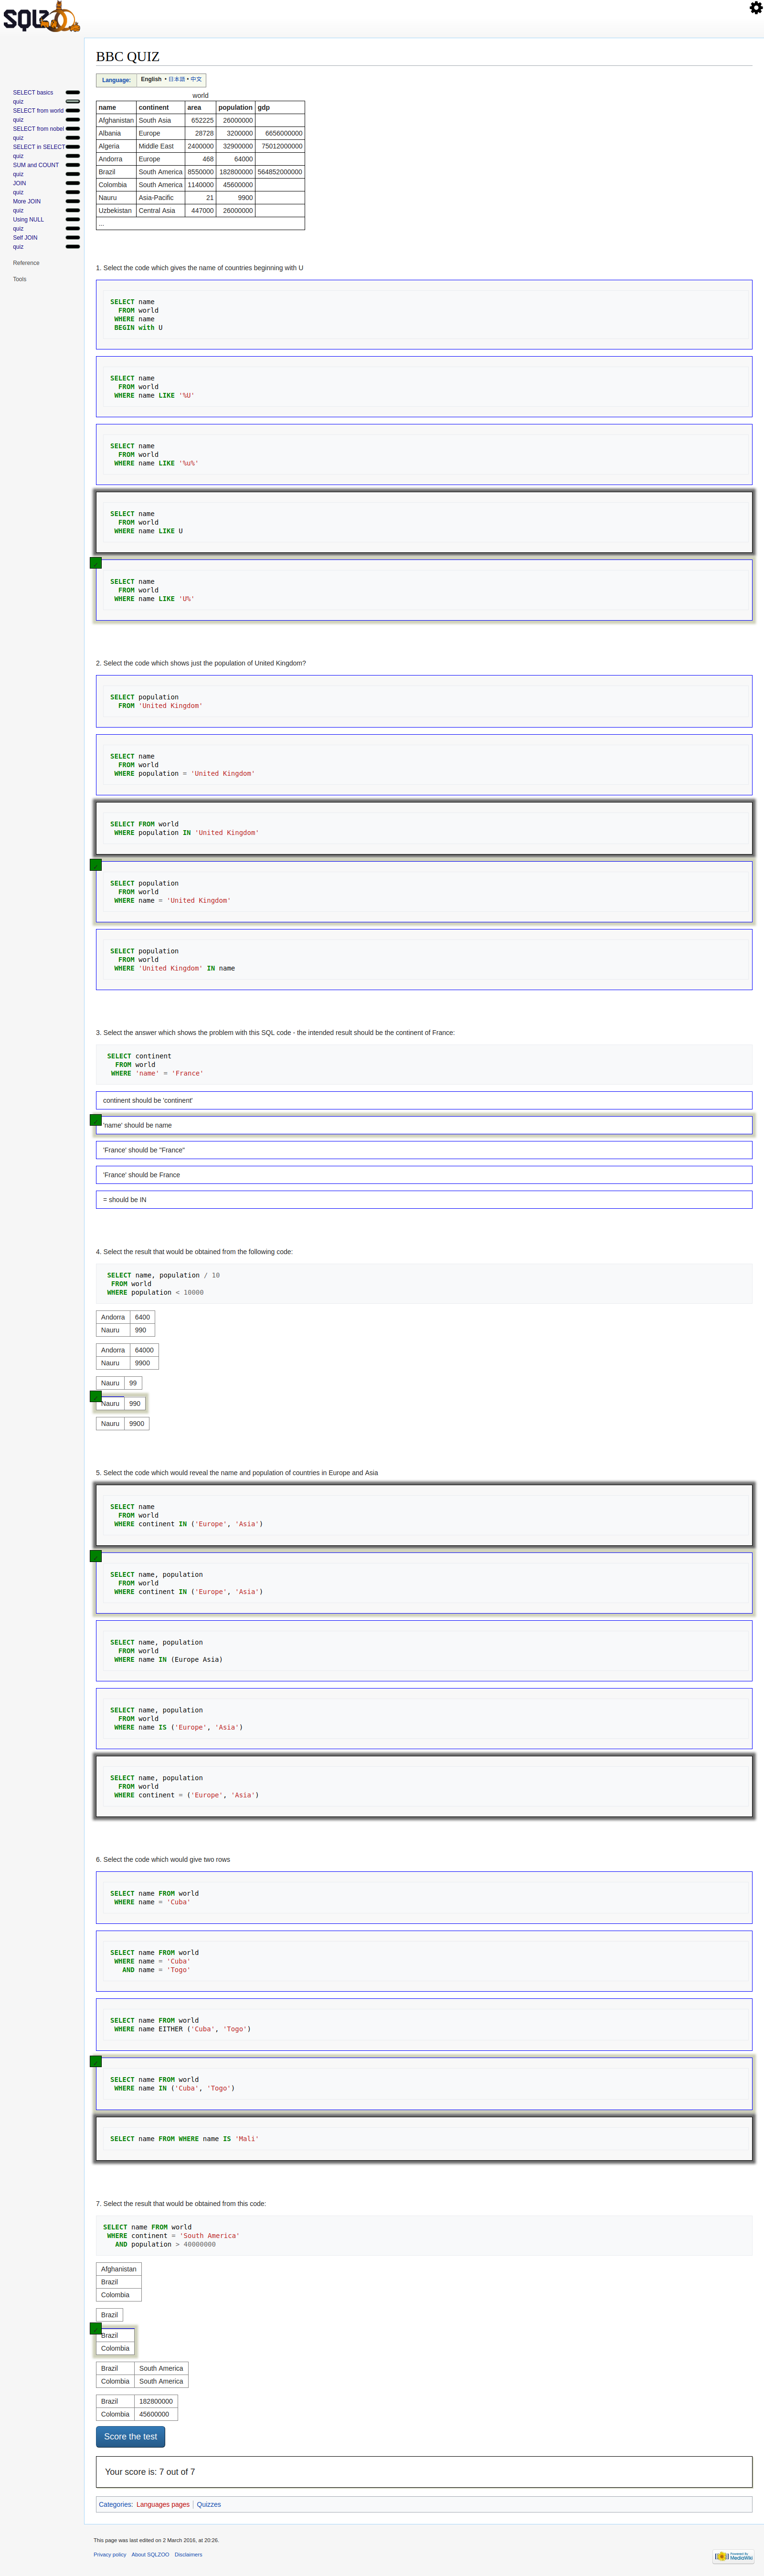 SQLZOO
BBC QUIZ
Language: English • 日本語 • 中文
SELECT basics
quiz
SELECT from world
quiz
SELECT from nobel
quiz
SELECT in SELECT
quiz
SUM and COUNT
quiz
JOIN
quiz
More JOIN
quiz
Using NULL
quiz
Self JOIN
quiz
Reference
Tools
world
name continent area population gdp
Afghanistan South Asia 652225 26000000
Albania Europe 28728 3200000 6656000000
Algeria Middle East 2400000 32900000 75012000000
Andorra Europe 468 64000
Brazil South America 8550000 182800000 564852000000
Colombia South America 1140000 45600000
Nauru Asia-Pacific 21 9900
Uzbekistan Central Asia 447000 26000000
...
1. Select the code which gives the name of countries beginning with U
SELECT name
FROM world
WHERE name
BEGIN with U
SELECT name
FROM world
WHERE name LIKE '%U'
SELECT name
FROM world
WHERE name LIKE '%u%'
SELECT name
FROM world
WHERE name LIKE U
SELECT name
FROM world
WHERE name LIKE 'U%'
2. Select the code which shows just the population of United Kingdom?
SELECT population
FROM 'United Kingdom'
SELECT name
FROM world
WHERE population = 'United Kingdom'
SELECT FROM world
WHERE population IN 'United Kingdom'
SELECT population
FROM world
WHERE name = 'United Kingdom'
SELECT population
FROM world
WHERE 'United Kingdom' IN name
3. Select the answer which shows the problem with this SQL code - the intended result should be the continent of France:
SELECT continent
FROM world
WHERE 'name' = 'France'
continent should be 'continent'
'name' should be name
'France' should be "France"
'France' should be France
= should be IN
4. Select the result that would be obtained from the following code:
SELECT name, population / 10
FROM world
WHERE population < 10000
Andorra 6400
Nauru 990
Andorra 64000
Nauru 9900
Nauru 99
Nauru 990
Nauru 9900
5. Select the code which would reveal the name and population of countries in Europe and Asia
SELECT name
FROM world
WHERE continent IN ('Europe', 'Asia')
SELECT name, population
FROM world
WHERE continent IN ('Europe', 'Asia')
SELECT name, population
FROM world
WHERE name IN (Europe Asia)
SELECT name, population
FROM world
WHERE name IS ('Europe', 'Asia')
SELECT name, population
FROM world
WHERE continent = ('Europe', 'Asia')
6. Select the code which would give two rows
SELECT name FROM world
WHERE name = 'Cuba'
SELECT name FROM world
WHERE name = 'Cuba'
AND name = 'Togo'
SELECT name FROM world
WHERE name EITHER ('Cuba', 'Togo')
SELECT name FROM world
WHERE name IN ('Cuba', 'Togo')
SELECT name FROM WHERE name IS 'Mali'
7. Select the result that would be obtained from this code:
SELECT name FROM world
WHERE continent = 'South America'
AND population > 40000000
Afghanistan
Brazil
Colombia
Brazil
Brazil
Colombia
Brazil South America
Colombia South America
Brazil 182800000
Colombia 45600000
Score the test
Your score is: 7 out of 7
Categories: Languages pages | Quizzes
This page was last edited on 2 March 2016, at 20:26.
Privacy policy About SQLZOO Disclaimers
Powered by
MediaWiki